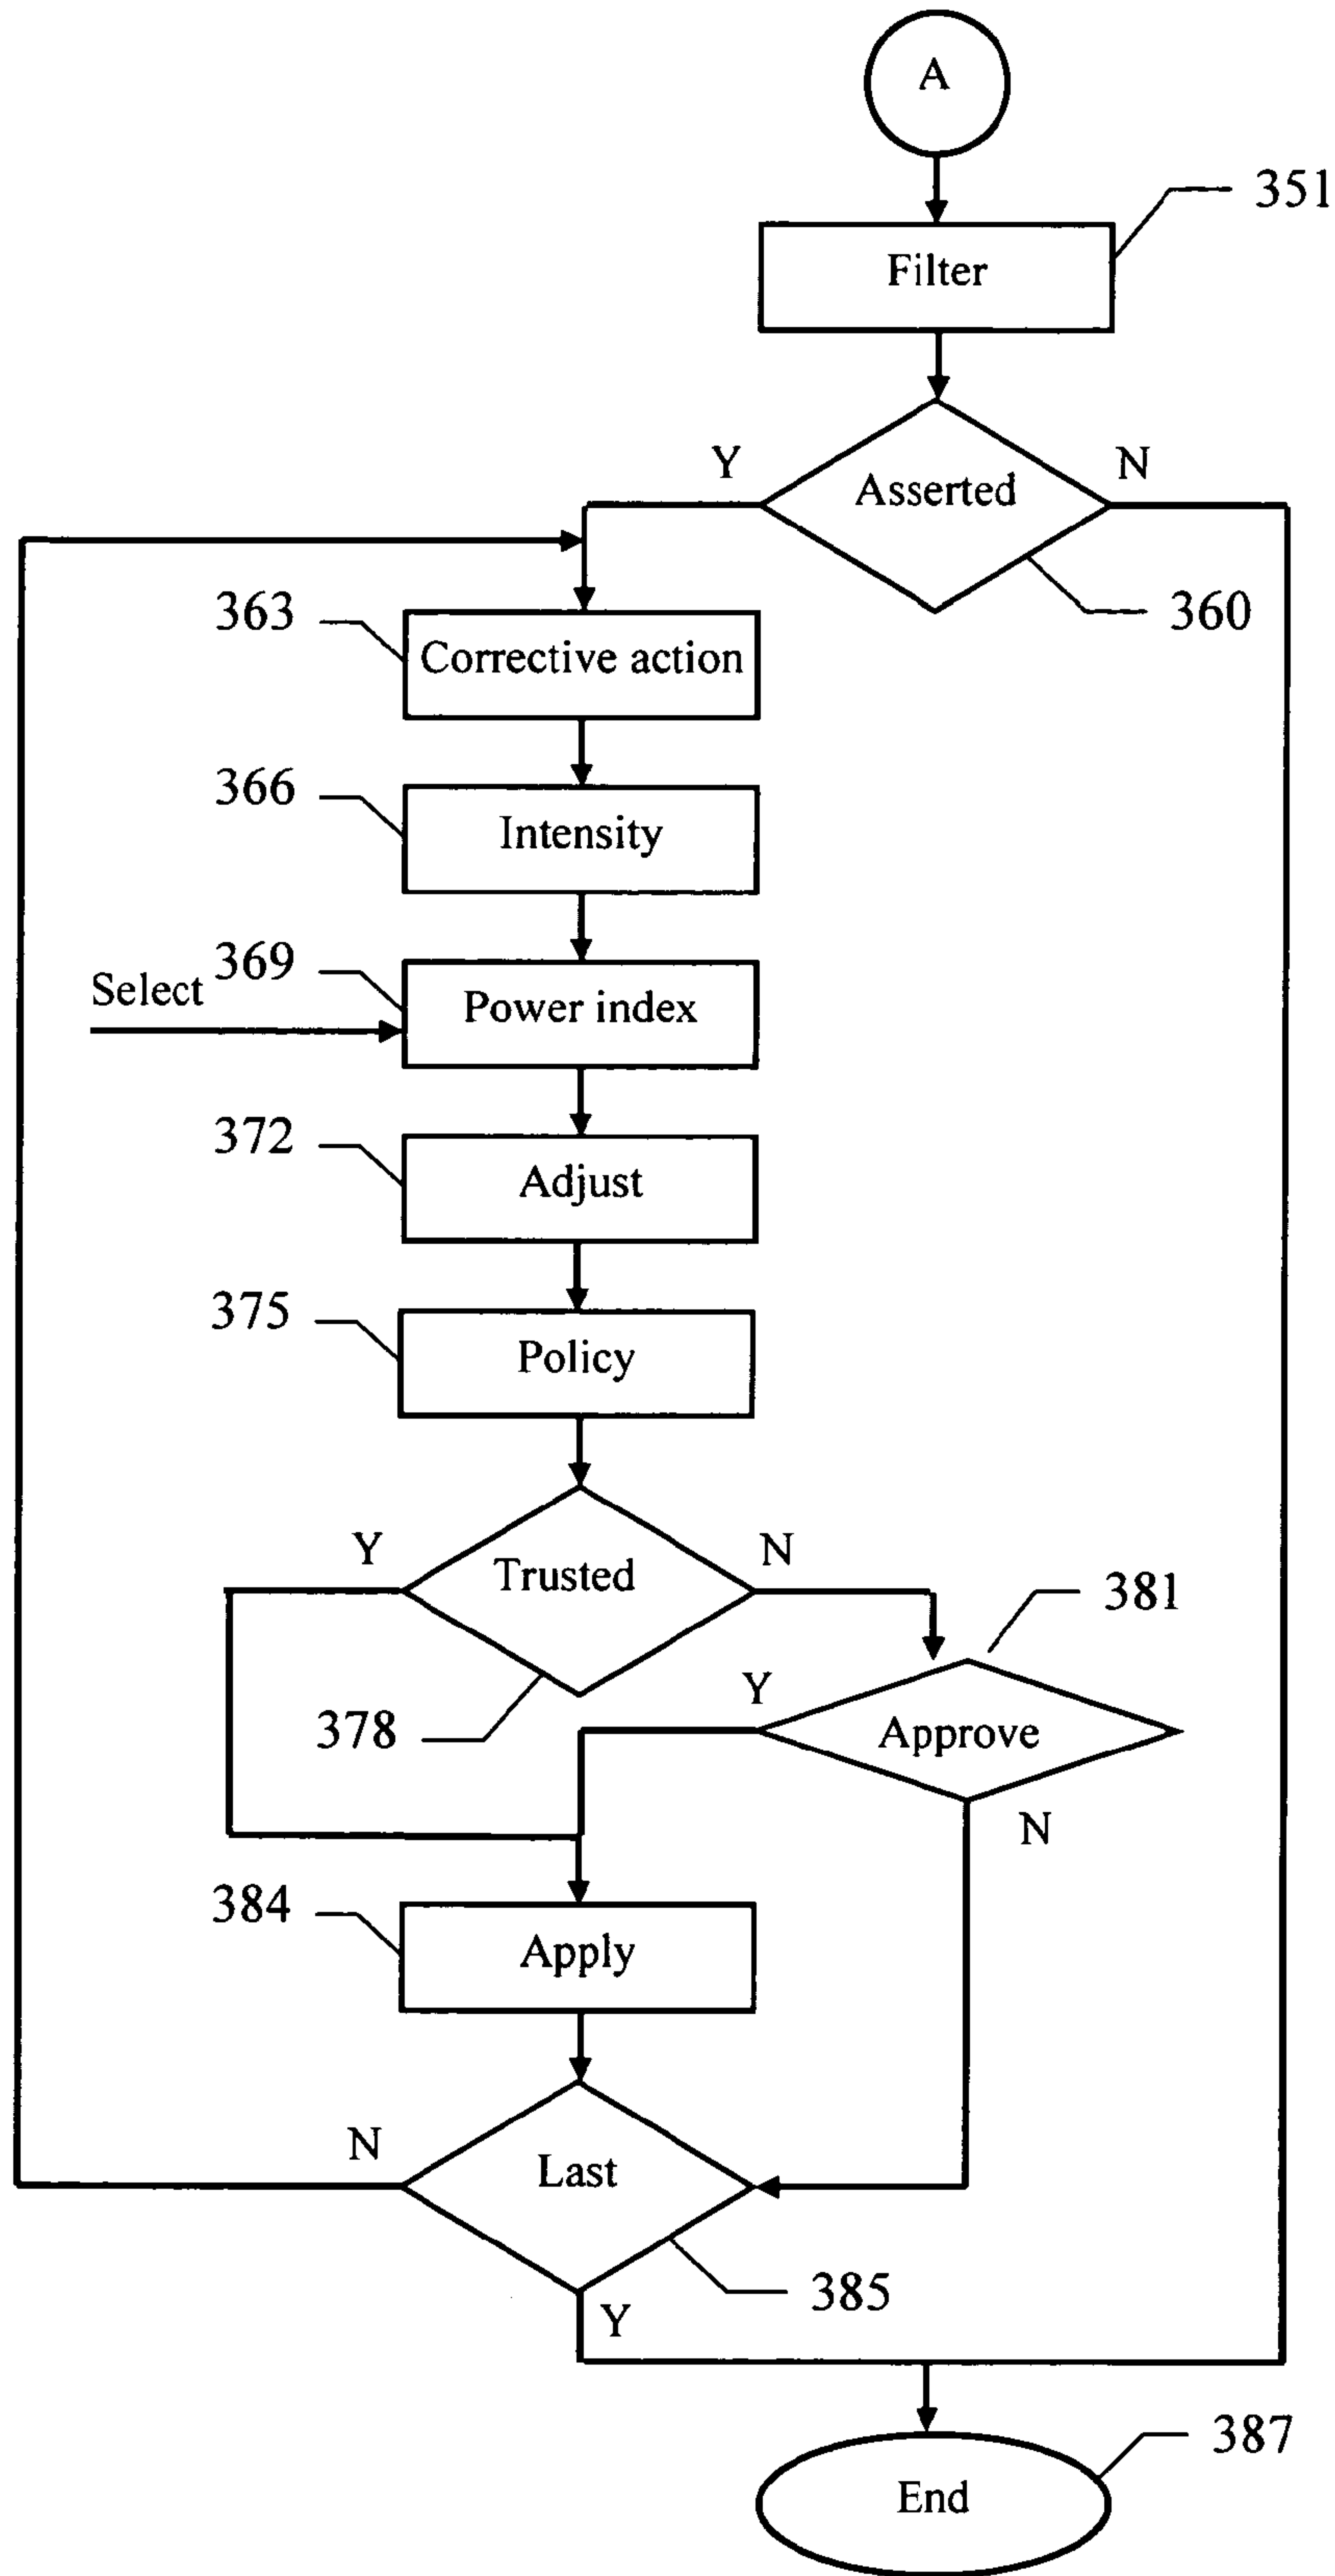 A
351
Filter
Y
N
Asserted
360
363
Corrective action
366
Intensity
369
Select
Power index
372
Adjust
375
Policy
Y
N
Trusted
381
378
Y
Approve
N
384
Apply
N
Last
385
Y
387
End